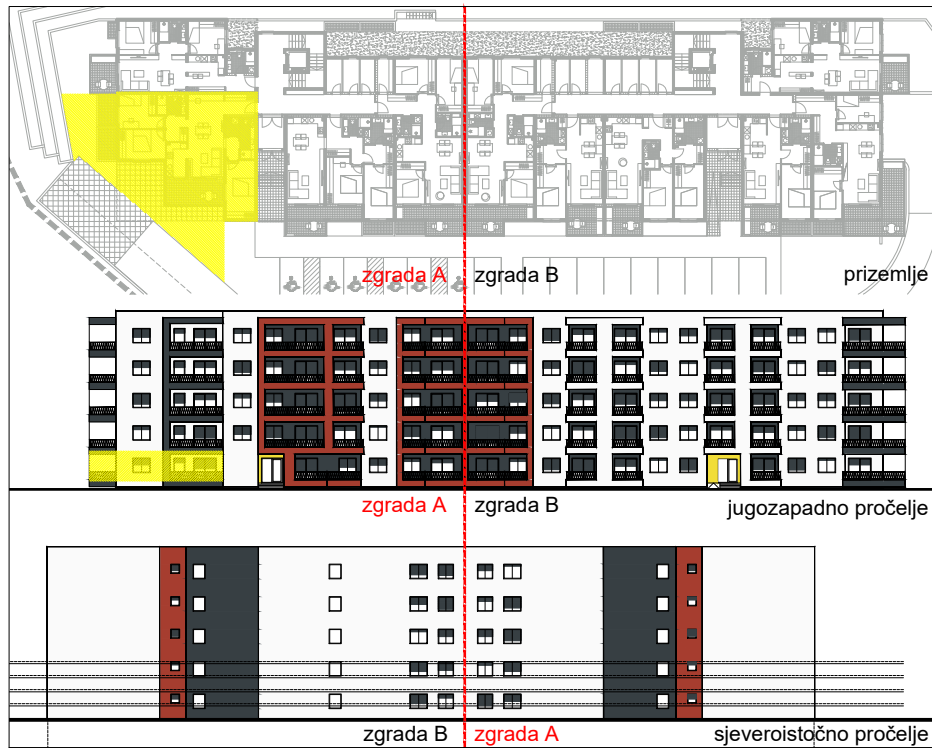 zgrada A zgrada B prizemlje
zgrada A zgrada B jugozapadno pročelje
zgrada B zgrada A sjeveroistočno pročelje